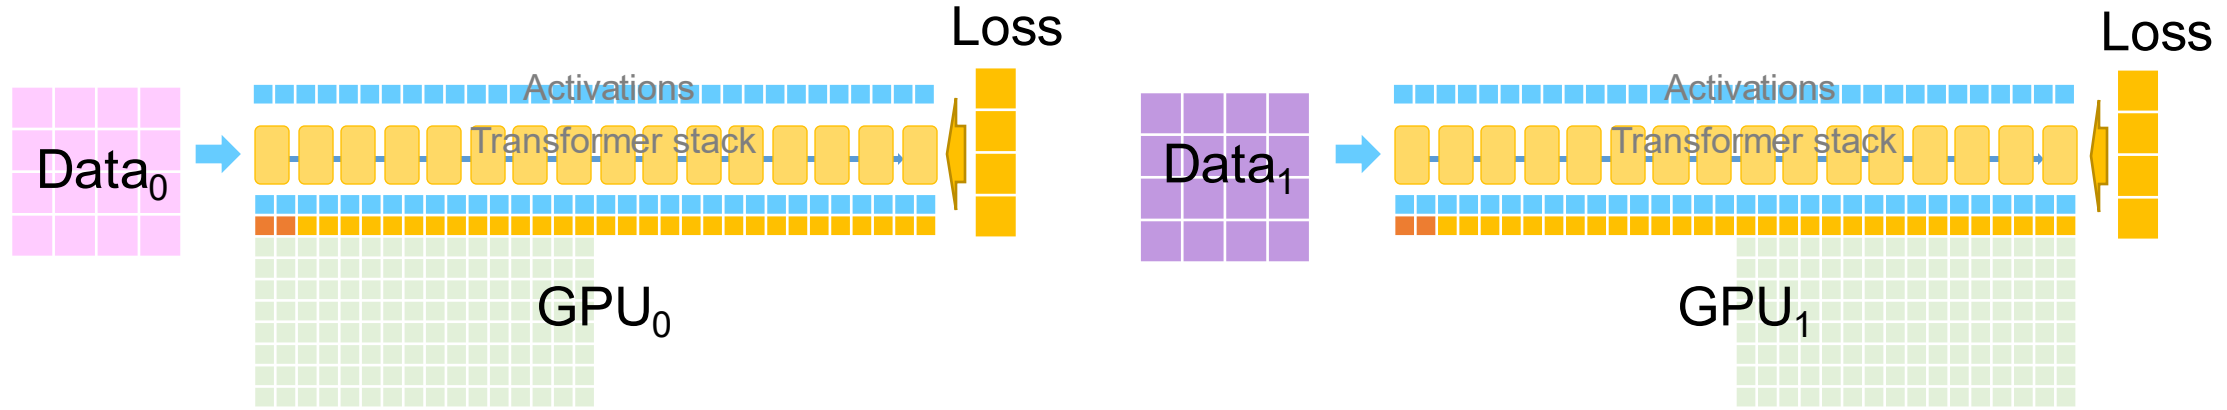 Loss
Activations
Transformer stack
Data₀
GPU₀
Loss
Activations
Transformer stack
Data₁
GPU₁